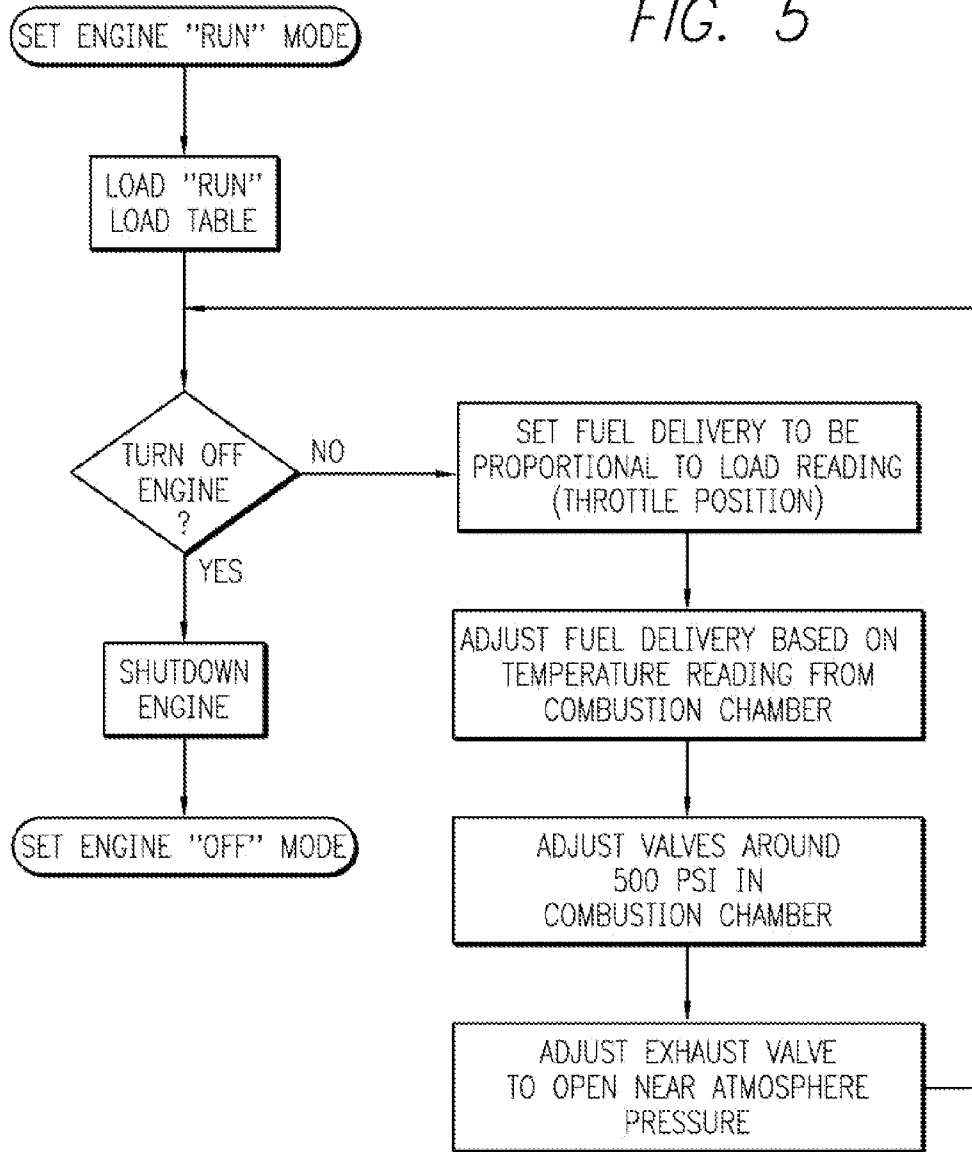 FIG. 5
SET ENGINE "RUN" MODE
LOAD "RUN"
LOAD TABLE
TURN OFF
ENGINE
?
NO
YES
SHUTDOWN
ENGINE
SET ENGINE "OFF" MODE
SET FUEL DELIVERY TO BE
PROPORTIONAL TO LOAD READING
(THROTTLE POSITION)
ADJUST FUEL DELIVERY BASED ON
TEMPERATURE READING FROM
COMBUSTION CHAMBER
ADJUST VALVES AROUND
500 PSI IN
COMBUSTION CHAMBER
ADJUST EXHAUST VALVE
TO OPEN NEAR ATMOSPHERE
PRESSURE